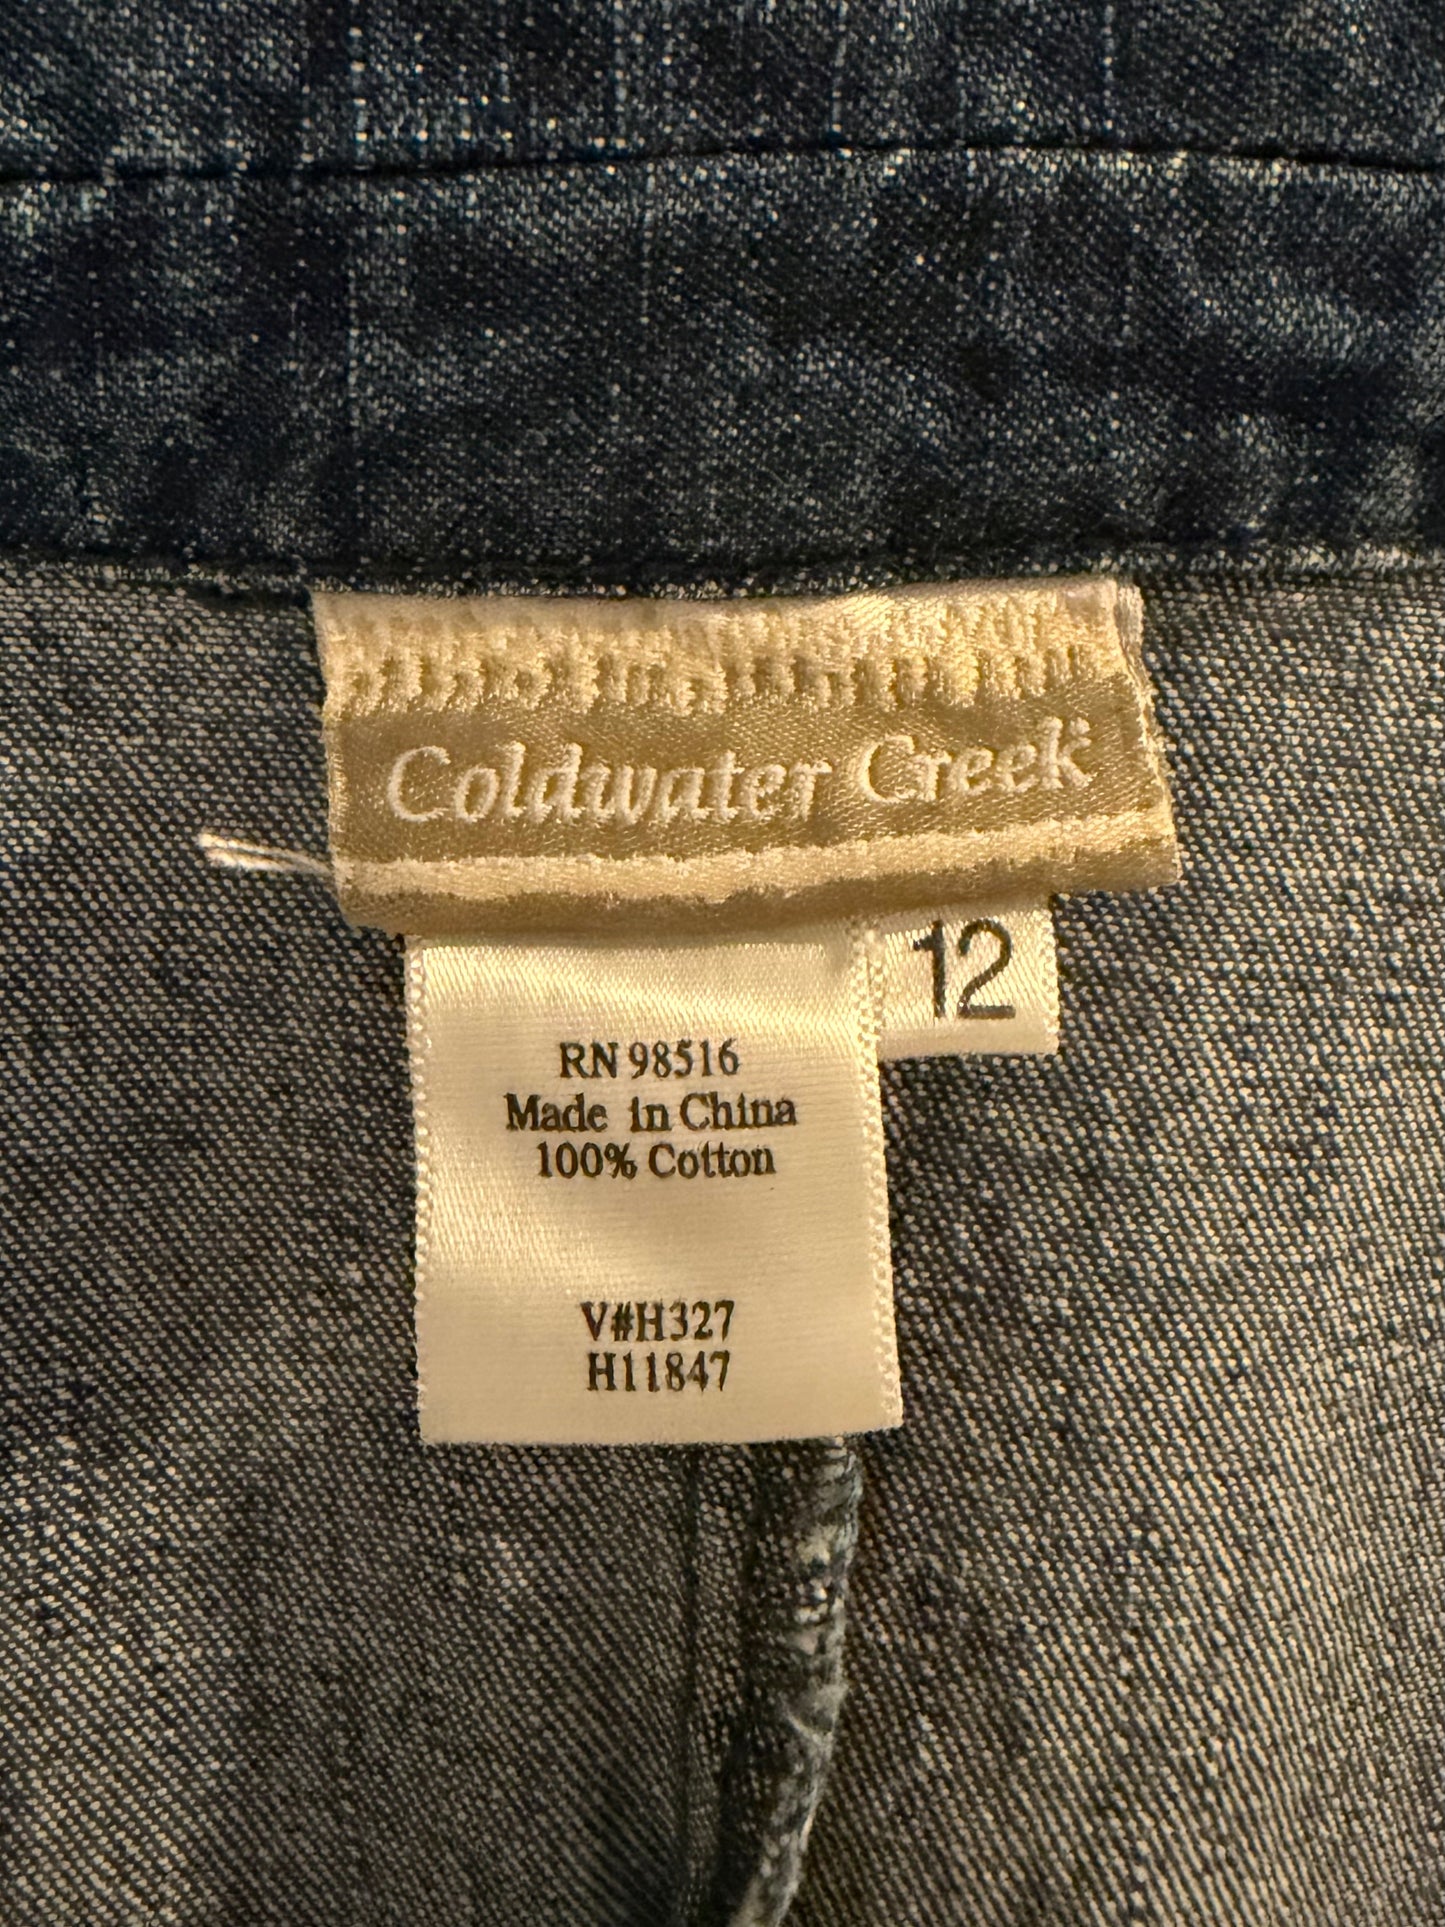 Coldwater Creek®
12
RN 98516
Made in China
100% Cotton
V#H327
H11847